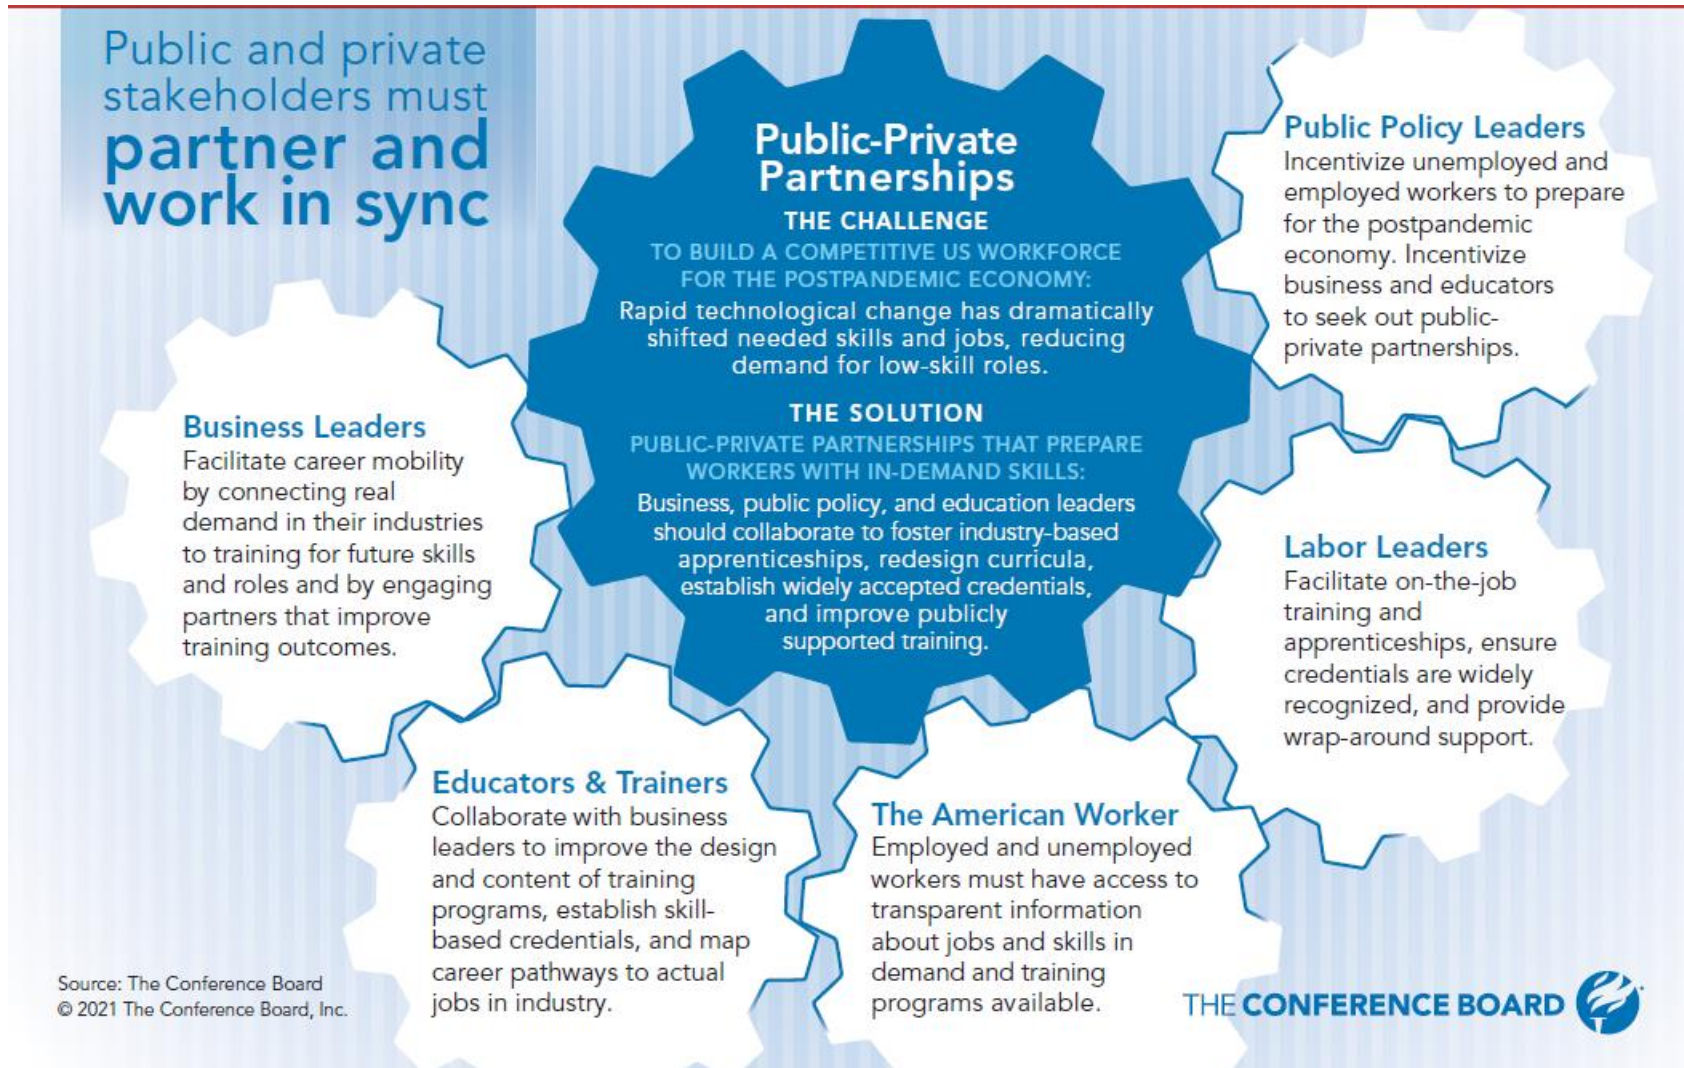 Public and private
stakeholders must
partner and
work in sync
Public-Private
Partnerships
THE CHALLENGE
TO BUILD A COMPETITIVE US WORKFORCE
FOR THE POSTPANDEMIC ECONOMY:
Rapid technological change has dramatically
shifted needed skills and jobs, reducing
demand for low-skill roles.
THE SOLUTION
PUBLIC-PRIVATE PARTNERSHIPS THAT PREPARE
WORKERS WITH IN-DEMAND SKILLS:
Business, public policy, and education leaders
should collaborate to foster industry-based
apprenticeships, redesign curricula,
establish widely accepted credentials,
and improve publicly
supported training.
Public Policy Leaders
Incentivize unemployed and
employed workers to prepare
for the postpandemic
economy. Incentivize
business and educators
to seek out public-
private partnerships.
Business Leaders
Facilitate career mobility
by connecting real
demand in their industries
to training for future skills
and roles and by engaging
partners that improve
training outcomes.
Labor Leaders
Facilitate on-the-job
training and
apprenticeships, ensure
credentials are widely
recognized, and provide
wrap-around support.
Educators & Trainers
Collaborate with business
leaders to improve the design
and content of training
programs, establish skill-
based credentials, and map
career pathways to actual
jobs in industry.
The American Worker
Employed and unemployed
workers must have access to
transparent information
about jobs and skills in
demand and training
programs available.
Source: The Conference Board
© 2021 The Conference Board, Inc.
THE CONFERENCE BOARD